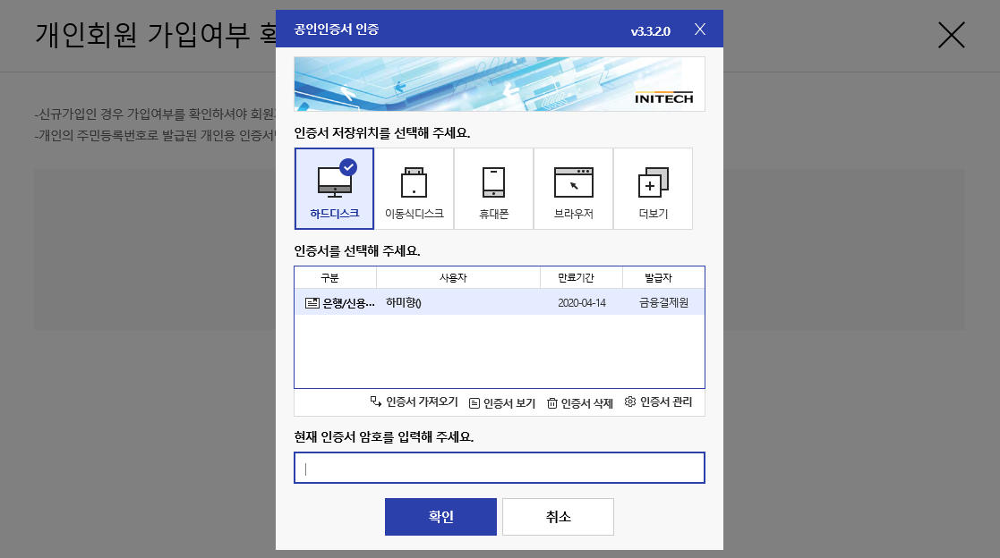 개인회원 가입여부
-신규가입인 경우 가입여부를 확인하셔야
-개인의 주민등록번호로 발급된 개인용
공인인증서 인증
v3.3.2.0
X
INITECH
인증서 저장위치를 선택해 주세요.
하드디스크 이동식디스크 휴대폰 브라우저 더보기
인증서를 선택해 주세요.
구분 사용자 만료기간 발급자
은행/신용... 하미향() 2020-04-14 금융결제원
인증서 가져오기 인증서 보기 인증서 삭제 인증서 관리
현재 인증서 암호를 입력해 주세요.
확인 취소